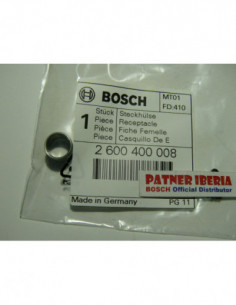 BOSCH
MT01
FD:410
1
Stück
Piece
Pièce
Pieza
Steckhülse
Receptacle
Fiche Femelle
Casquillo De E
2 600 400 008
PATNER IBERIA
BOSCH Official Distributor
Made in Germany
PG 11